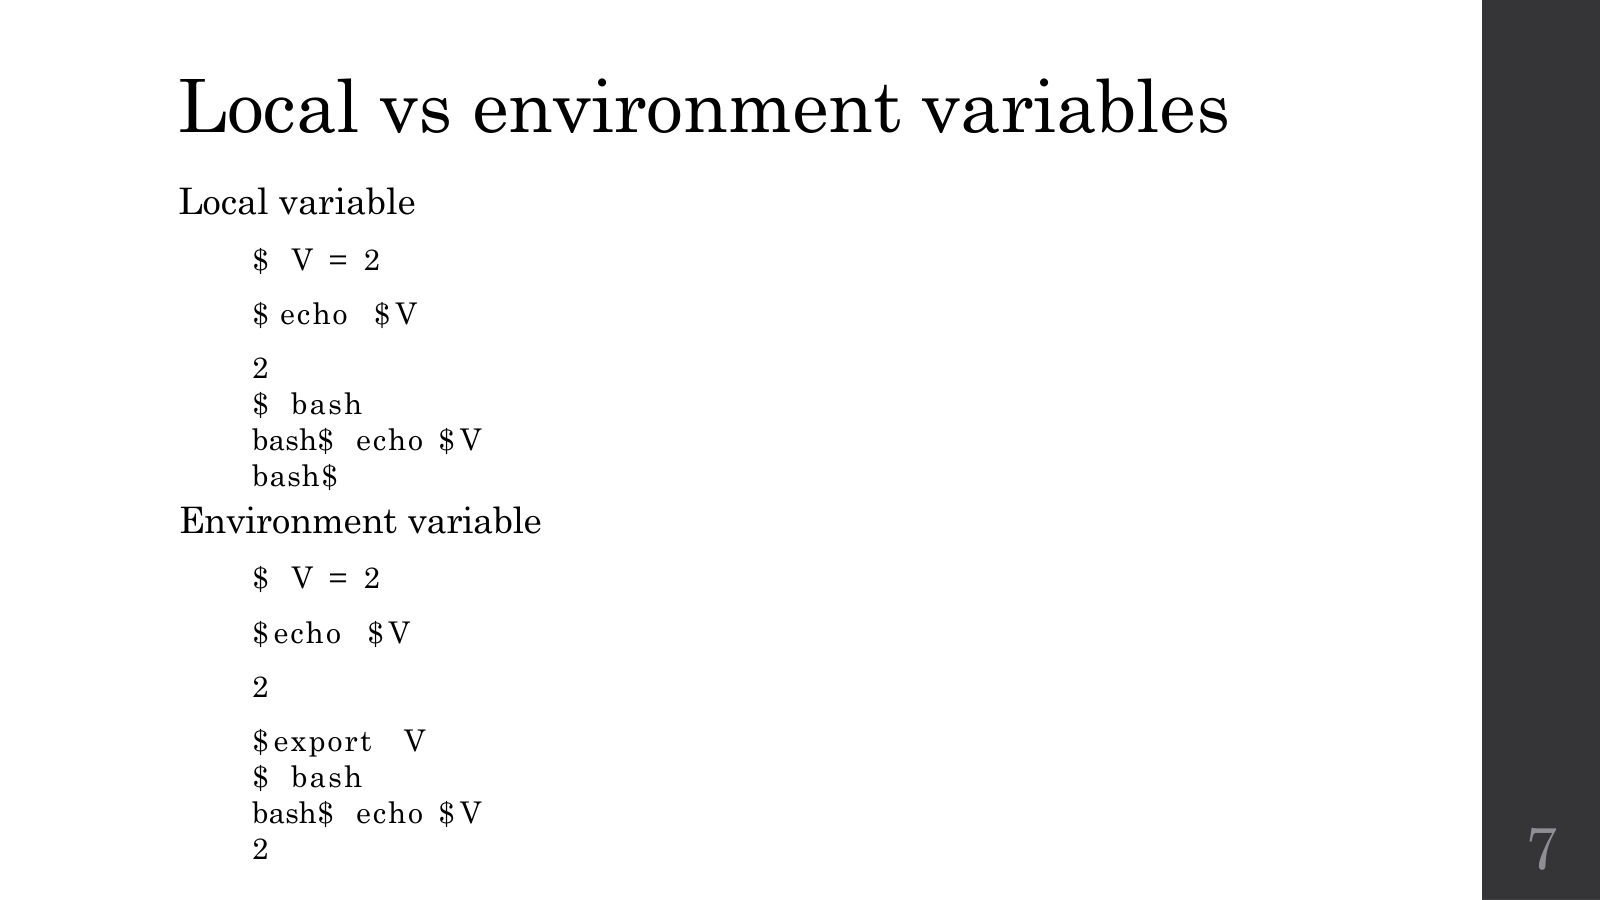 Local vs environment variables
Local variable
$ V = 2
$ echo $V
2
$ bash
bash$ echo $V
bash$
Environment variable
$ V = 2
$echo $V
2
$export V
$ bash
bash$ echo $V
2
7